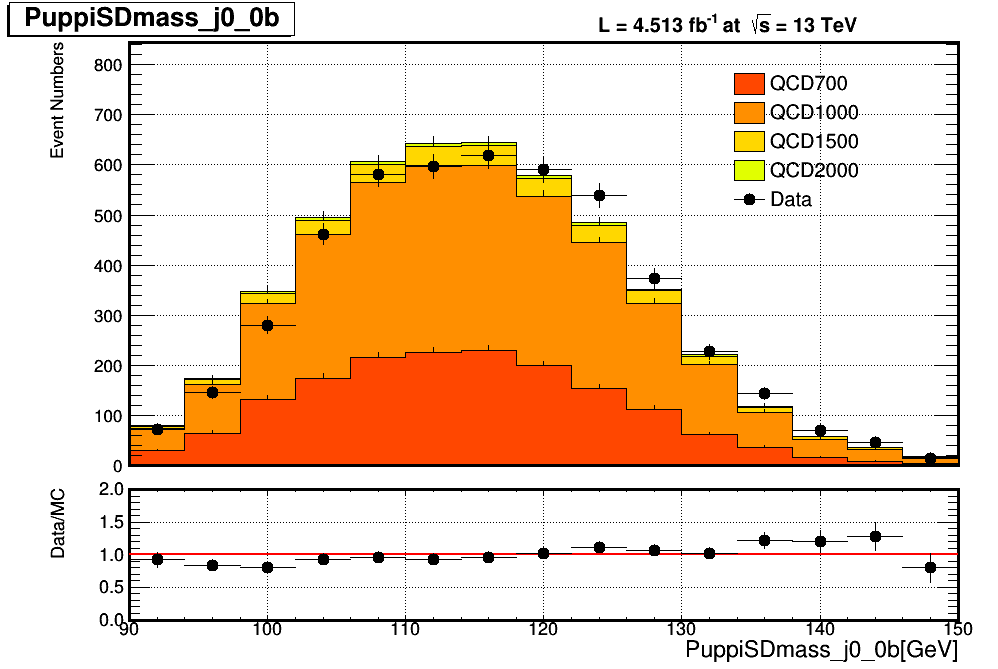 PuppiSDmass_j0_0b
L = 4.513 fb⁻¹ at √s = 13 TeV
Event Numbers
800
700
600
500
400
300
200
100
0
QCD700
QCD1000
QCD1500
QCD2000
Data
Data/MC
2.0
1.5
1.0
0.5
0.0
90 100 110 120 130 140 150
PuppiSDmass_j0_0b[GeV]